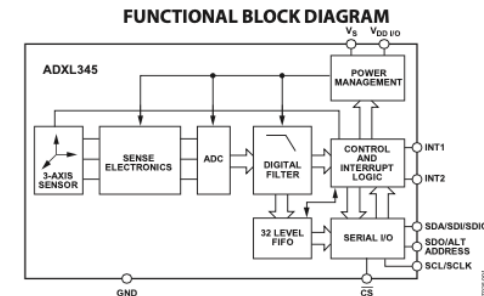 FUNCTIONAL BLOCK DIAGRAM
VS VDD I/O
ADXL345
POWER
MANAGEMENT
3-AXIS
SENSOR
SENSE
ELECTRONICS
ADC
DIGITAL
FILTER
CONTROL
AND
INTERRUPT
LOGIC
INT1
INT2
32 LEVEL
FIFO
SERIAL I/O
SDA/SDI/SDIO
SDO/ALT
ADDRESS
SCL/SCLK
GND
CS